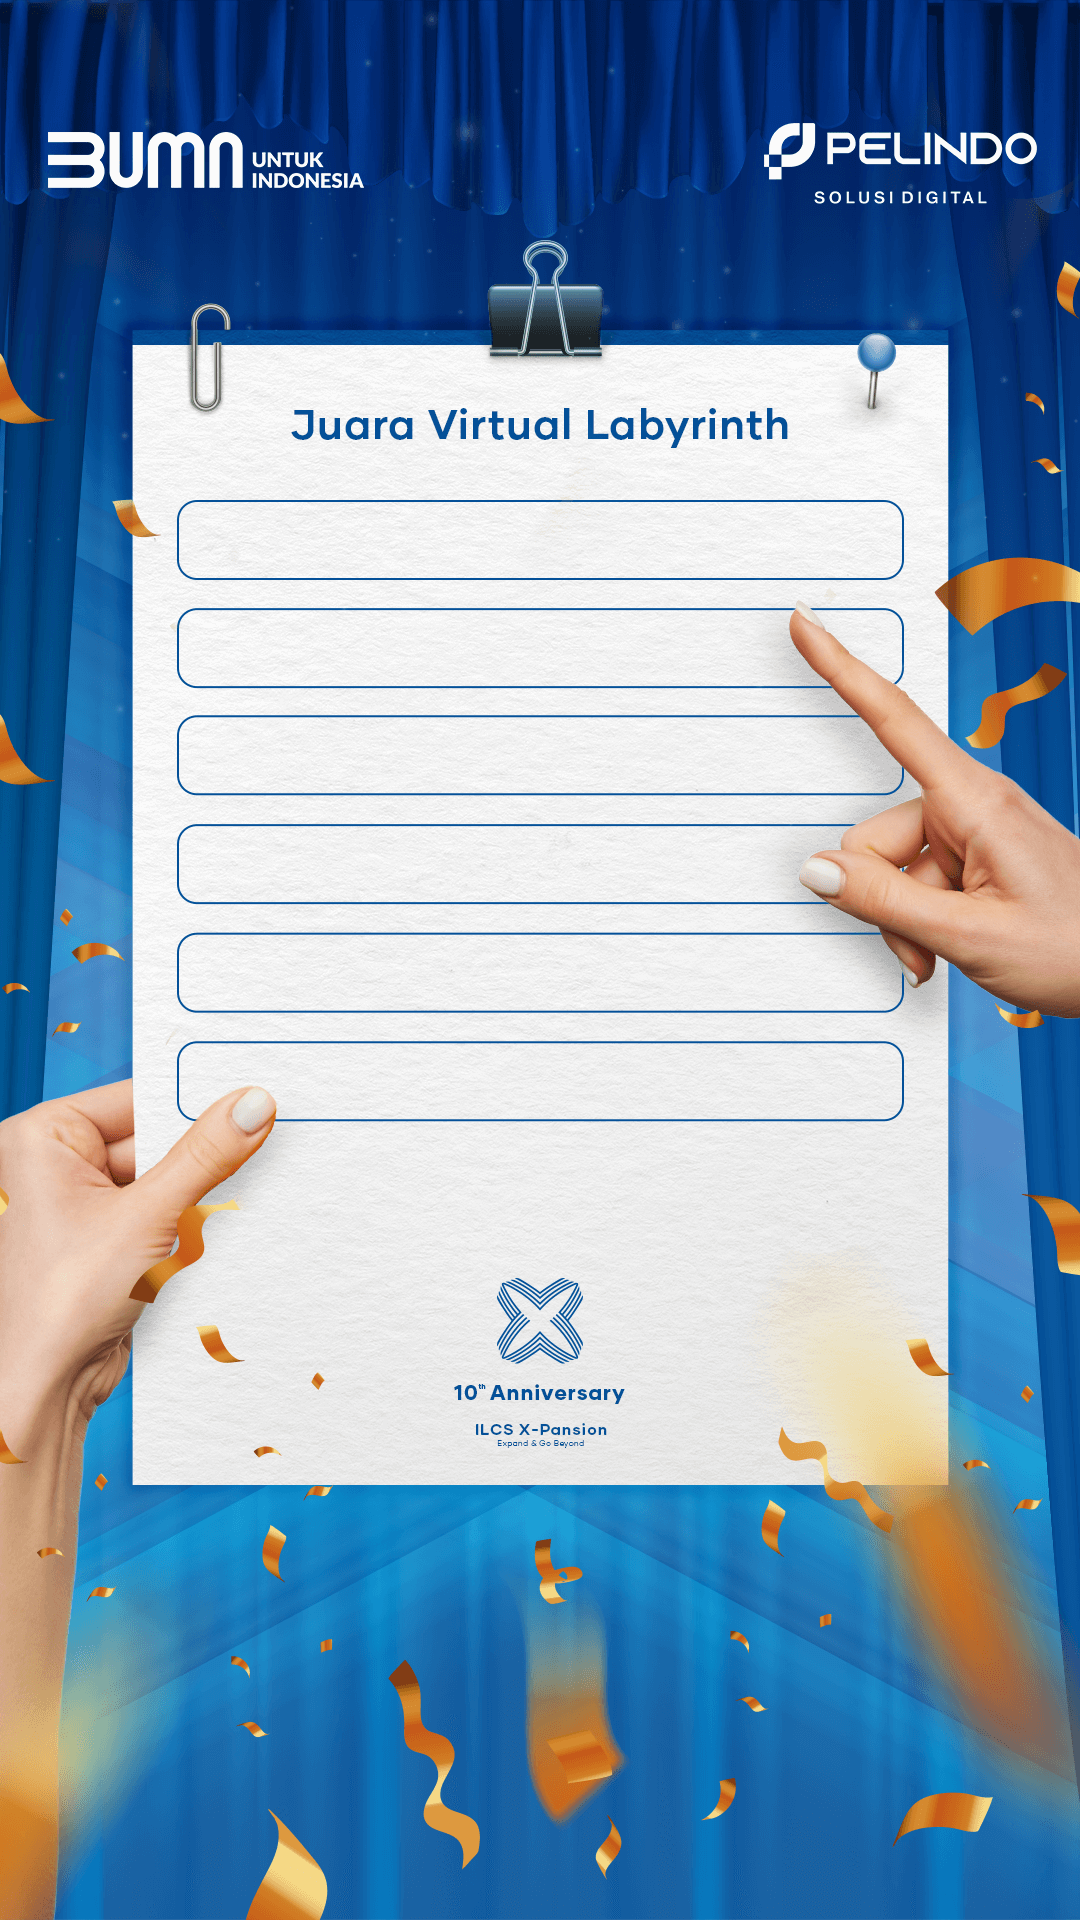 BUMN UNTUK
INDONESIA
PELINDO
SOLUSI DIGITAL
Juara Virtual Labyrinth
10th Anniversary
ILCS X-Pansion
Expand & Go Beyond